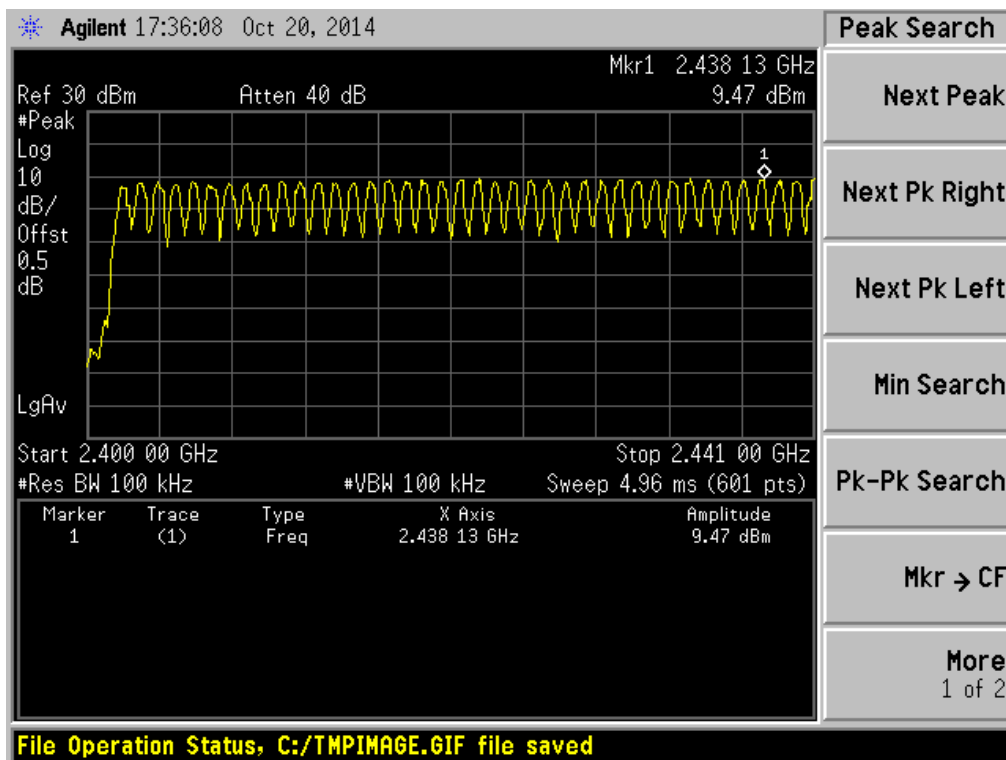 Agilent 17:36:08 Oct 20, 2014
Peak Search
Mkr1 2.438 13 GHz
Ref 30 dBm Atten 40 dB 9.47 dBm
#Peak
Log
10
dB/
Offst
0.5
dB
LgAv
1
Start 2.400 00 GHz Stop 2.441 00 GHz
#Res BW 100 kHz #VBW 100 kHz Sweep 4.96 ms (601 pts)
Marker Trace Type X Axis Amplitude
1 (1) Freq 2.438 13 GHz 9.47 dBm
Next Peak
Next Pk Right
Next Pk Left
Min Search
Pk-Pk Search
Mkr → CF
More
1 of 2
File Operation Status, C:/TMPIMAGE.GIF file saved